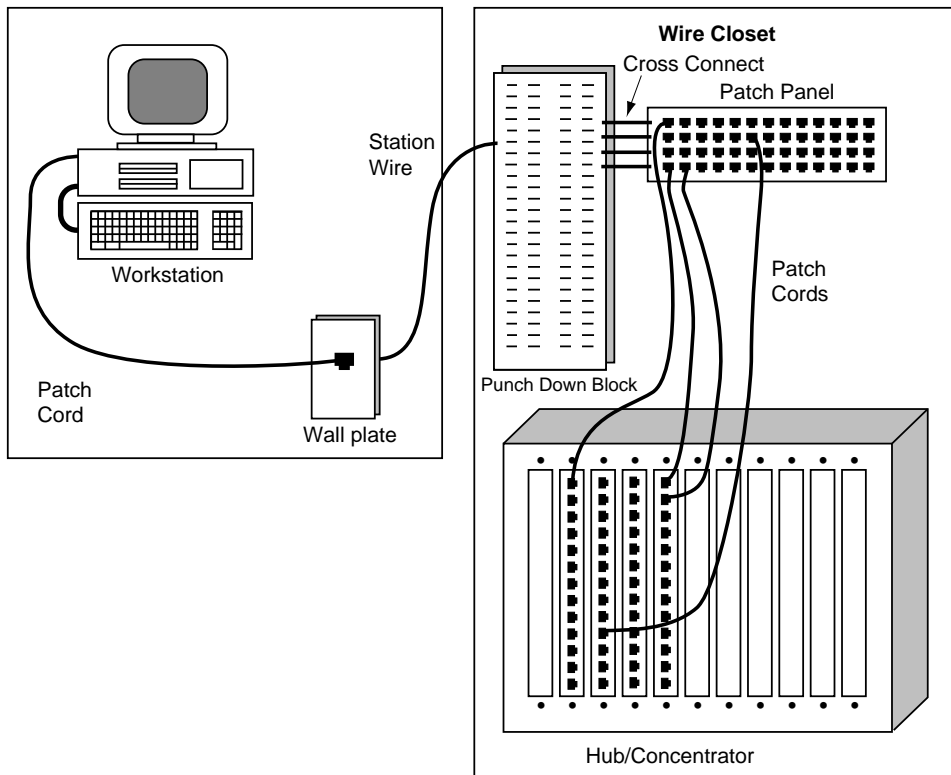 Wire Closet
Cross Connect
Patch Panel
Station
Wire
Workstation
Patch
Cords
Patch
Cord
Wall plate
Punch Down Block
Hub/Concentrator